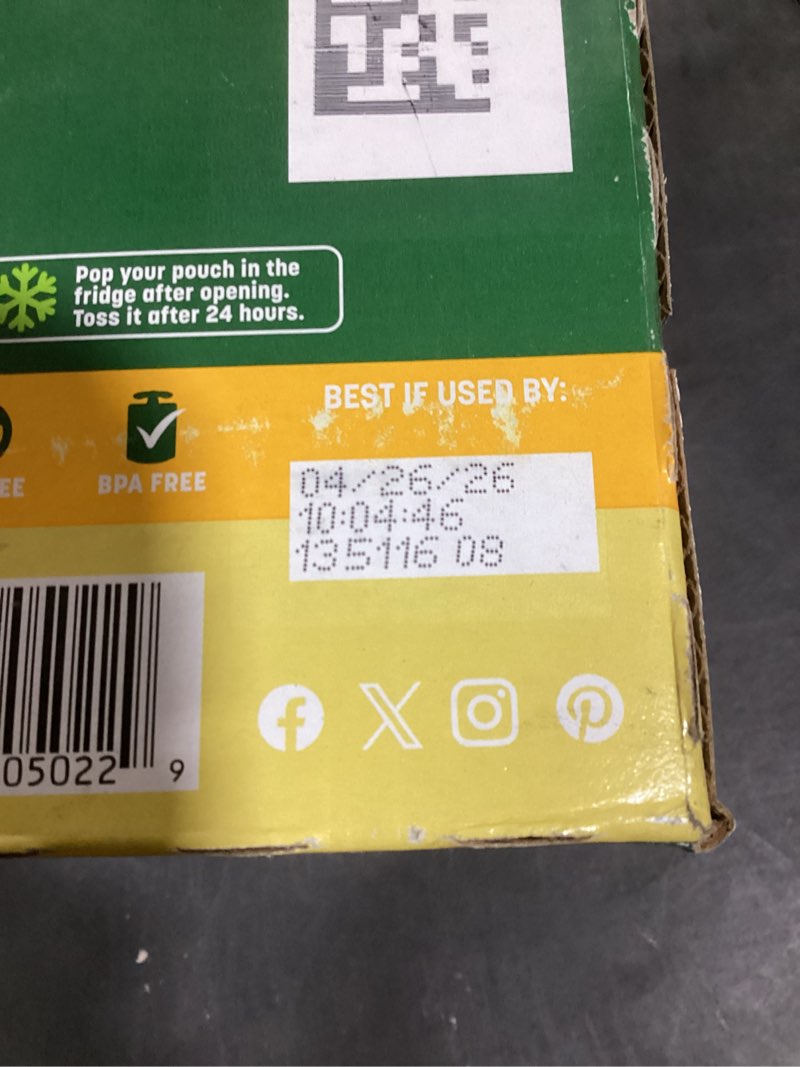 Pop your pouch in the
fridge after opening.
Toss it after 24 hours.
BEST IF USED BY:
EE
BPA FREE
04/26/26
10:04:46
135116 08
05022 9